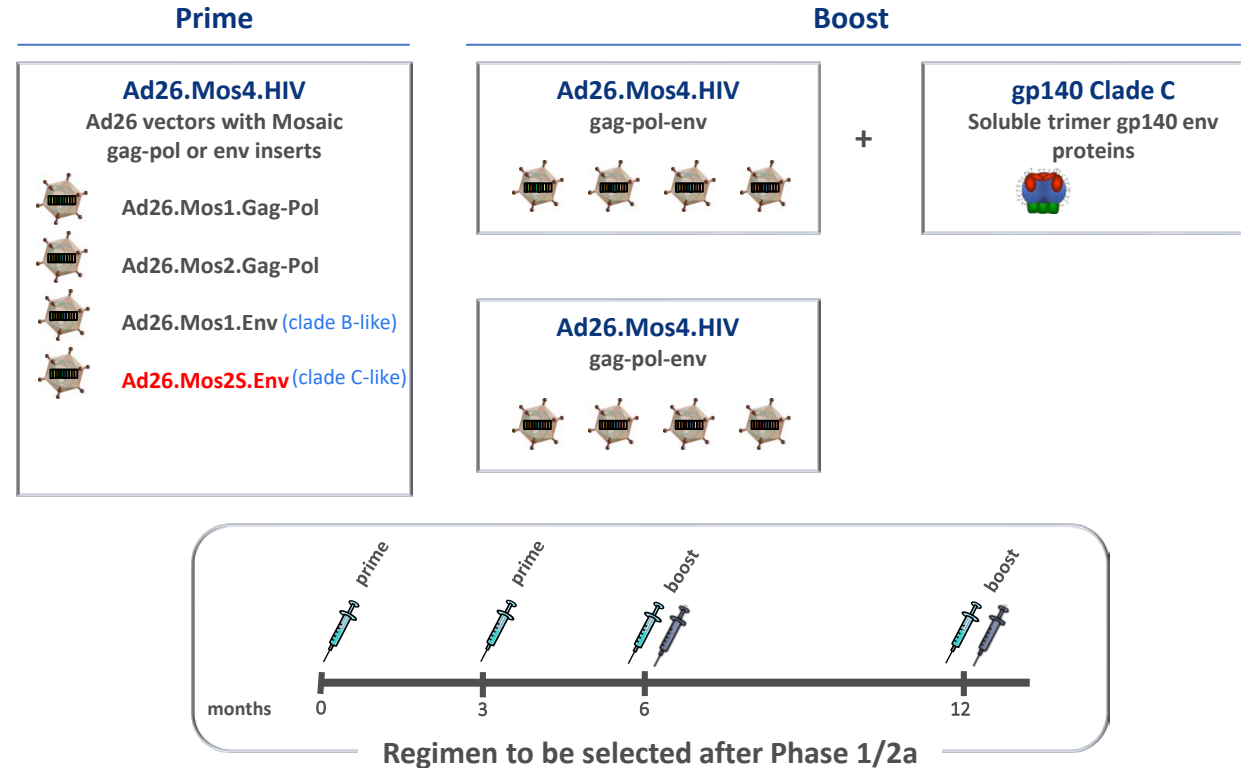 Prime
Boost
Ad26.Mos4.HIV
Ad26 vectors with Mosaic
gag-pol or env inserts
Ad26.Mos1.Gag-Pol
Ad26.Mos2.Gag-Pol
Ad26.Mos1.Env (clade B-like)
Ad26.Mos2S.Env (clade C-like)
Ad26.Mos4.HIV
gag-pol-env
+
gp140 Clade C
Soluble trimer gp140 env
proteins
Ad26.Mos4.HIV
gag-pol-env
prime
prime
boost
boost
months
0
3
6
12
Regimen to be selected after Phase 1/2a